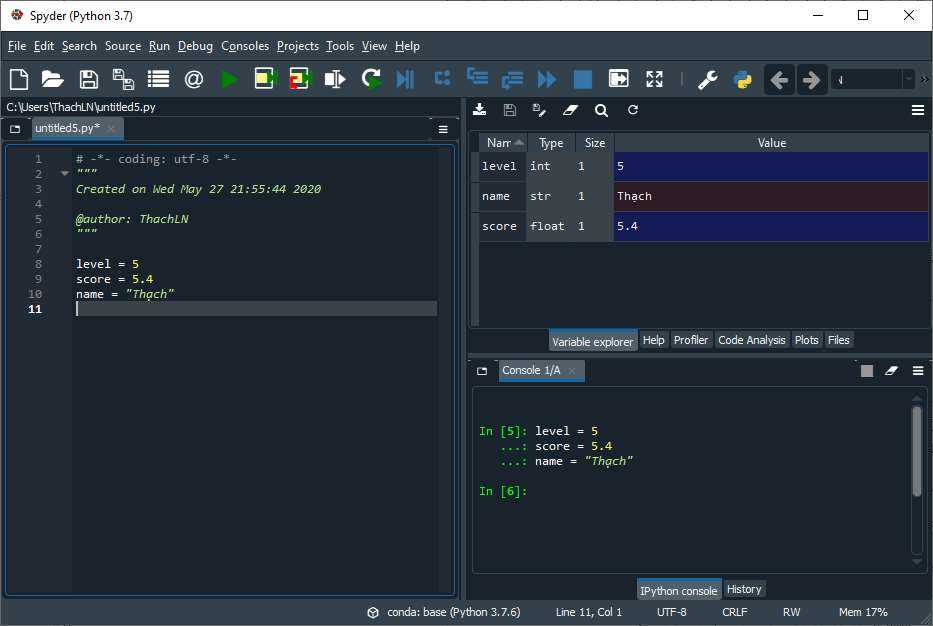 Spyder (Python 3.7)
File Edit Search Source Run Debug Consoles Projects Tools View Help
C:\Users\ThachLN\untitled5.py
untitled5.py*
1 # -*- coding: utf-8 -*-
2 """
3 Created on Wed May 27 21:55:44 2020
4
5 @author: ThachLN
6 """
7
8 level = 5
9 score = 5.4
10 name = "Thạch"
11
Nam Type Size Value
level int 1 5
name str 1 Thạch
score float 1 5.4
Variable explorer Help Profiler Code Analysis Plots Files
Console 1/A
In [5]: level = 5
...: score = 5.4
...: name = "Thạch"
In [6]:
IPython console History
conda: base (Python 3.7.6) Line 11, Col 1 UTF-8 CRLF RW Mem 17%